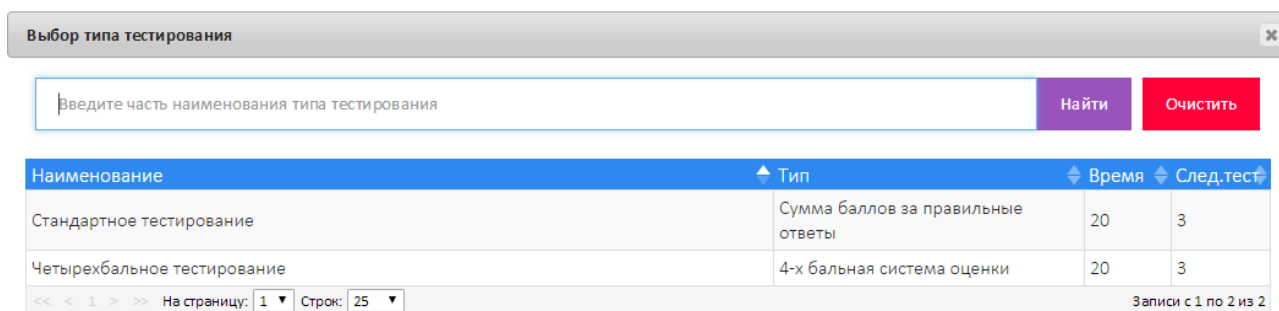 Выбор типа тестирования
Введите часть наименования типа тестирования
Найти
Очистить
Наименование Тип Время След.тест
Стандартное тестирование Сумма баллов за правильные ответы 20 3
Четырехбальное тестирование 4-х бальная система оценки 20 3
<< < 1 > >> На страницу: 1 Строк: 25 Записи с 1 по 2 из 2